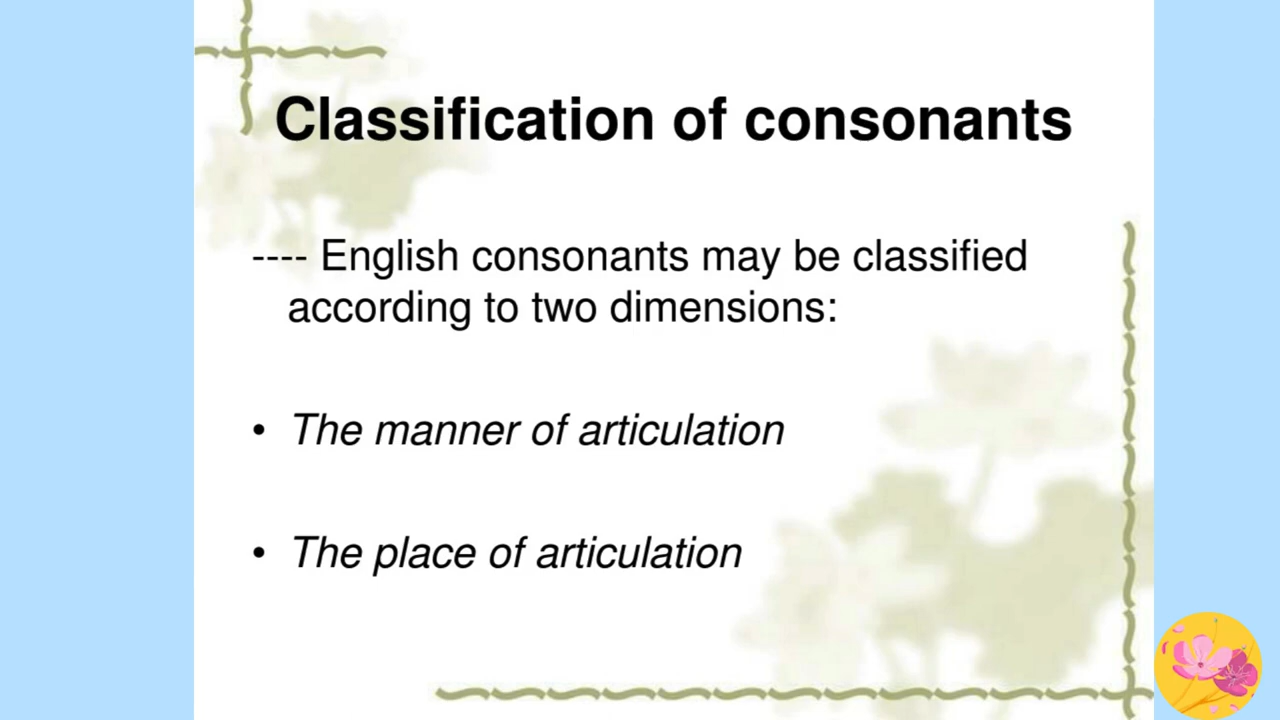 Classification of consonants
---- English consonants may be classified
according to two dimensions:
• The manner of articulation
• The place of articulation